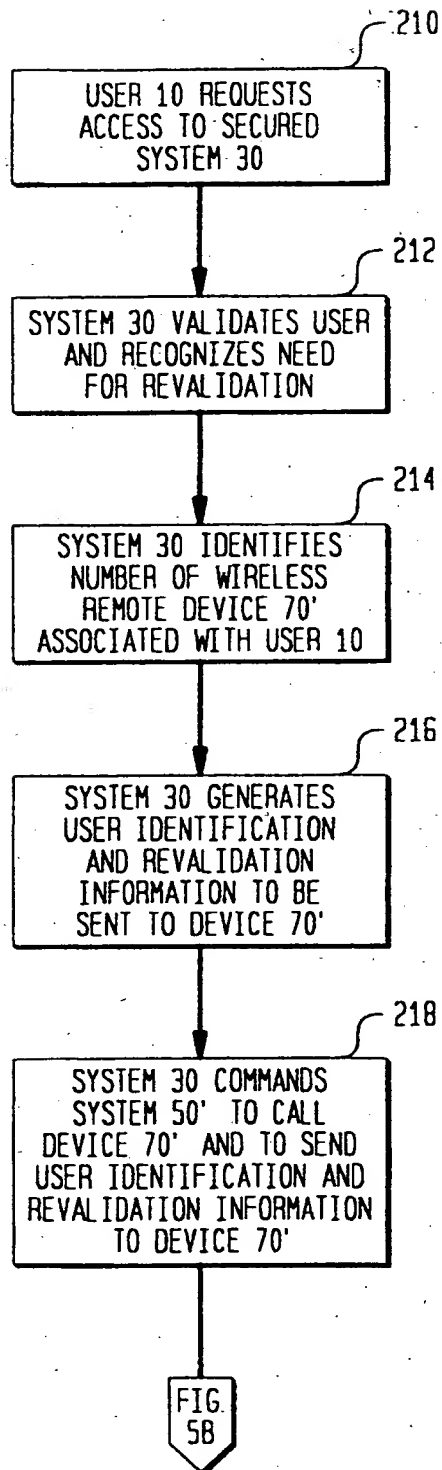 210
USER 10 REQUESTS
ACCESS TO SECURED
SYSTEM 30
212
SYSTEM 30 VALIDATES USER
AND RECOGNIZES NEED
FOR REVALIDATION
214
SYSTEM 30 IDENTIFIES
NUMBER OF WIRELESS
REMOTE DEVICE 70'
ASSOCIATED WITH USER 10
216
SYSTEM 30 GENERATES
USER IDENTIFICATION
AND REVALIDATION
INFORMATION TO BE
SENT TO DEVICE 70'
218
SYSTEM 30 COMMANDS
SYSTEM 50' TO CALL
DEVICE 70' AND TO SEND
USER IDENTIFICATION AND
REVALIDATION INFORMATION
TO DEVICE 70'
FIG.
5B